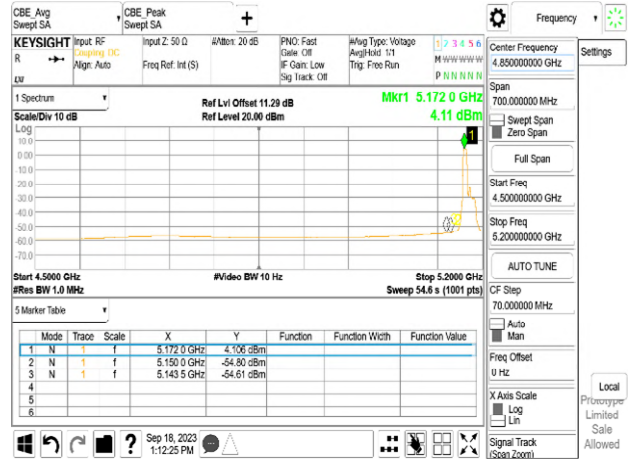 CBE_Avg
Swept SA
CBE_Peak
Swept SA
+
Frequency
KEYSIGHT
R
Input: RF
Coupling: DC
Align: Auto
Input Z: 50 Ω
Freq Ref: Int (S)
#Atten: 20 dB
PNO: Fast
Gate: Off
IF Gain: Low
Sig Track: Off
#Avg Type: Voltage
Avg|Hold: 1/1
Trig: Free Run
1 2 3 4 5 6
M W W W W W
P N N N N N
Center Frequency
4.850000000 GHz
Settings
Span
700.000000 MHz
Swept Span
Zero Span
Full Span
Start Freq
4.500000000 GHz
Stop Freq
5.200000000 GHz
AUTO TUNE
CF Step
70.000000 MHz
Auto
Man
Freq Offset
0 Hz
X Axis Scale
Log
Lin
Signal Track
(Span Zoom)
1 Spectrum
Scale/Div 10 dB
Ref Lvl Offset 11.29 dB
Ref Level 20.00 dBm
Mkr1 5.172 0 GHz
4.11 dBm
Log
10.0
0.00
-10.0
-20.0
-30.0
-40.0
-50.0
-60.0
-70.0
1
Start 4.5000 GHz
#Res BW 1.0 MHz
#Video BW 10 Hz
Stop 5.2000 GHz
Sweep 54.6 s (1001 pts)
5 Marker Table
Mode Trace Scale X Y Function Function Width Function Value
1 N 1 f 5.172 0 GHz 4.106 dBm
2 N 1 f 5.150 0 GHz -54.80 dBm
3 N 1 f 5.143 5 GHz -54.61 dBm
4
5
6
Sep 18, 2023
1:12:25 PM
?
Local
Prototype
Limited
Sale
Allowed